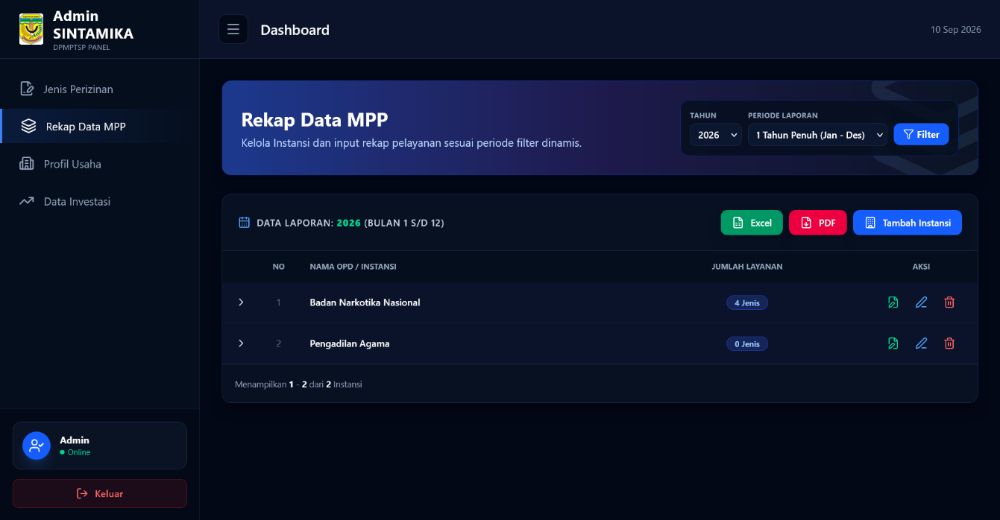 Admin
SINTAMIKA
DPMPTSP PANEL
Dashboard
10 Sep 2026
Jenis Perizinan
Rekap Data MPP
Profil Usaha
Data Investasi
Rekap Data MPP
Kelola Instansi dan input rekap pelayanan sesuai periode filter dinamis.
TAHUN PERIODE LAPORAN
2026 1 Tahun Penuh (Jan - Des) Filter
DATA LAPORAN: 2026 (BULAN 1 S/D 12)
Excel PDF Tambah Instansi
NO NAMA OPD / INSTANSI JUMLAH LAYANAN AKSI
1 Badan Narkotika Nasional 4 Jenis
2 Pengadilan Agama 0 Jenis
Menampilkan 1 - 2 dari 2 Instansi
Admin
Online
Keluar